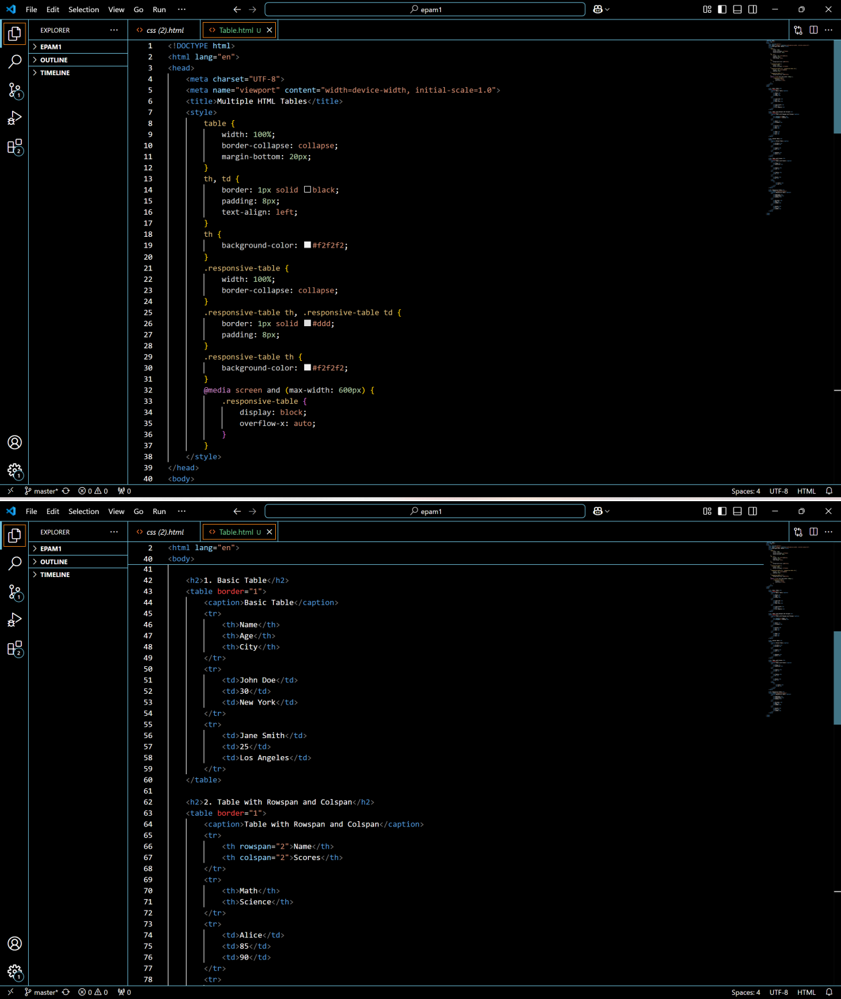 File Edit Selection View Go Run ··· epam1
EXPLORER ··· css (2).html Table.html U
EPAM1
OUTLINE
TIMELINE
1 <!DOCTYPE html>
2 <html lang="en">
3 <head>
4 <meta charset="UTF-8">
5 <meta name="viewport" content="width=device-width, initial-scale=1.0">
6 <title>Multiple HTML Tables</title>
7 <style>
8 table {
9 width: 100%;
10 border-collapse: collapse;
11 margin-bottom: 20px;
12 }
13 th, td {
14 border: 1px solid black;
15 padding: 8px;
16 text-align: left;
17 }
18 th {
19 background-color: #f2f2f2;
20 }
21 .responsive-table {
22 width: 100%;
23 border-collapse: collapse;
24 }
25 .responsive-table th, .responsive-table td {
26 border: 1px solid #ddd;
27 padding: 8px;
28 }
29 .responsive-table th {
30 background-color: #f2f2f2;
31 }
32 @media screen and (max-width: 600px) {
33 .responsive-table {
34 display: block;
35 overflow-x: auto;
36 }
37 }
38 </style>
39 </head>
40 <body>
master* 0 0 0 Spaces: 4 UTF-8 HTML
File Edit Selection View Go Run ··· epam1
EXPLORER ··· css (2).html Table.html U
EPAM1
OUTLINE
TIMELINE
2 <html lang="en">
40 <body>
41
42 <h2>1. Basic Table</h2>
43 <table border="1">
44 <caption>Basic Table</caption>
45 <tr>
46 <th>Name</th>
47 <th>Age</th>
48 <th>City</th>
49 </tr>
50 <tr>
51 <td>John Doe</td>
52 <td>30</td>
53 <td>New York</td>
54 </tr>
55 <tr>
56 <td>Jane Smith</td>
57 <td>25</td>
58 <td>Los Angeles</td>
59 </tr>
60 </table>
61
62 <h2>2. Table with Rowspan and Colspan</h2>
63 <table border="1">
64 <caption>Table with Rowspan and Colspan</caption>
65 <tr>
66 <th rowspan="2">Name</th>
67 <th colspan="2">Scores</th>
68 </tr>
69 <tr>
70 <th>Math</th>
71 <th>Science</th>
72 </tr>
73 <tr>
74 <td>Alice</td>
75 <td>85</td>
76 <td>90</td>
77 </tr>
78 <tr>
master* 0 0 0 Spaces: 4 UTF-8 HTML